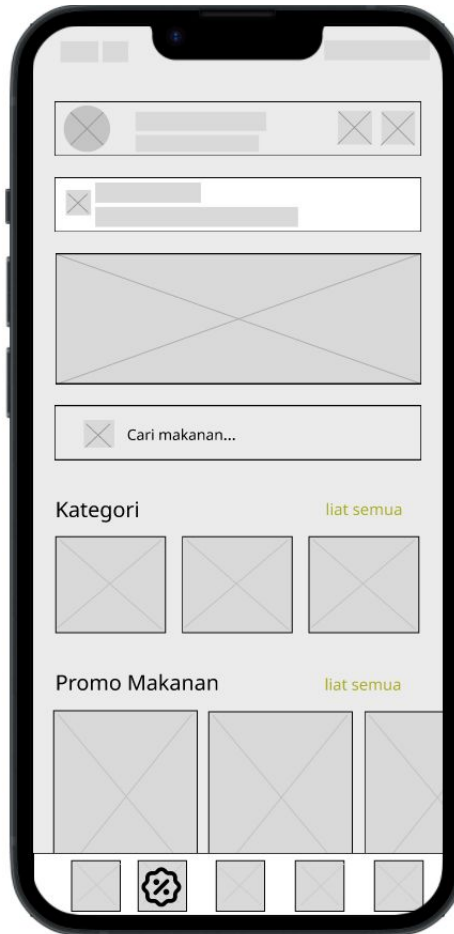 Cari makanan...
Kategori
liat semua
Promo Makanan
liat semua
%